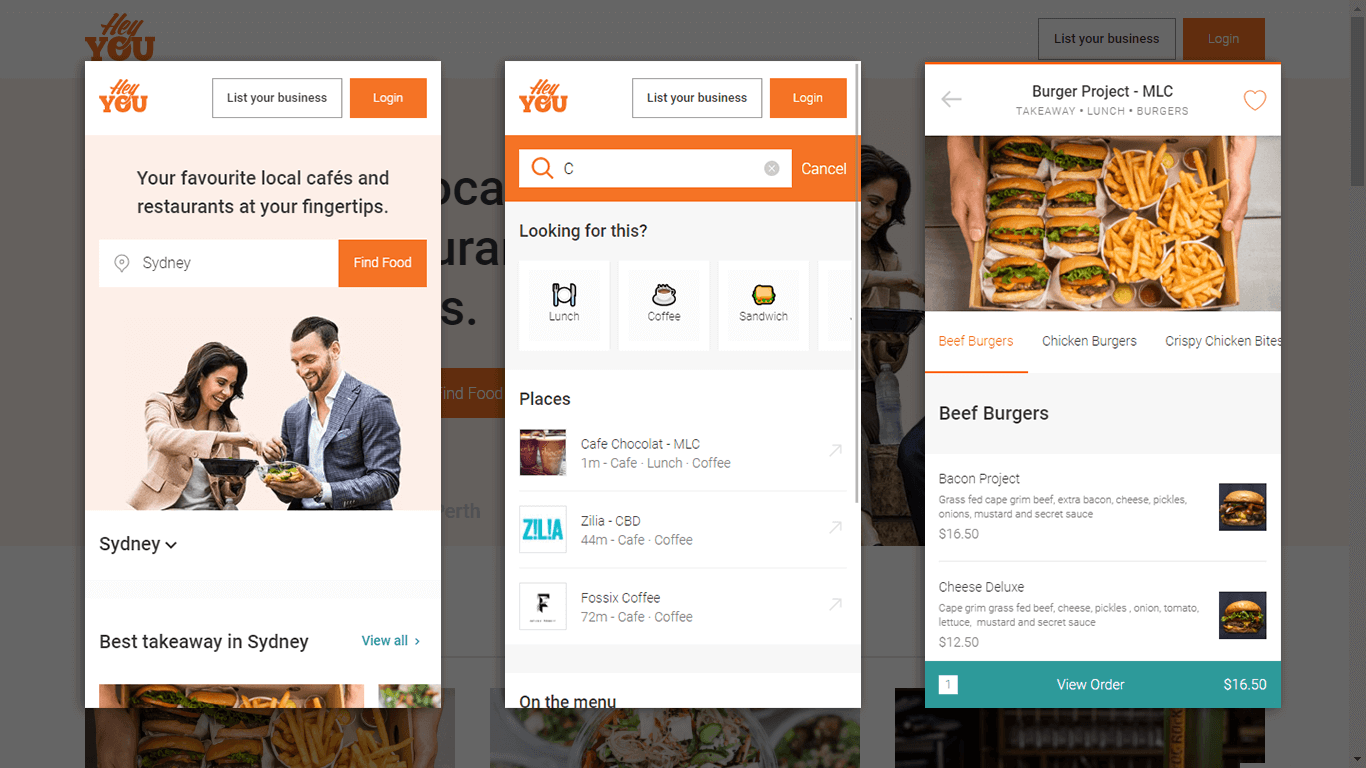 Hey
YOU
List your business
Login
Hey
YOU
List your business
Login
Your favourite local cafés and
restaurants at your fingertips.
Sydney
Find Food
Sydney
Best takeaway in Sydney
View all
Hey
YOU
List your business
Login
C
Cancel
Looking for this?
Lunch
Coffee
Sandwich
Places
Cafe Chocolat - MLC
1m - Cafe · Lunch · Coffee
ZILIA
Zilia - CBD
44m - Cafe · Coffee
F
Fossix Coffee
72m - Cafe · Coffee
On the menu
Burger Project - MLC
TAKEAWAY • LUNCH • BURGERS
Beef Burgers
Chicken Burgers
Crispy Chicken Bites
Beef Burgers
Bacon Project
Grass fed cape grim beef, extra bacon, cheese, pickles,
onions, mustard and secret sauce
$16.50
Cheese Deluxe
Cape grim grass fed beef, cheese, pickles , onion, tomato,
lettuce, mustard and secret sauce
$12.50
1
View Order
$16.50
s.
Food
Perth